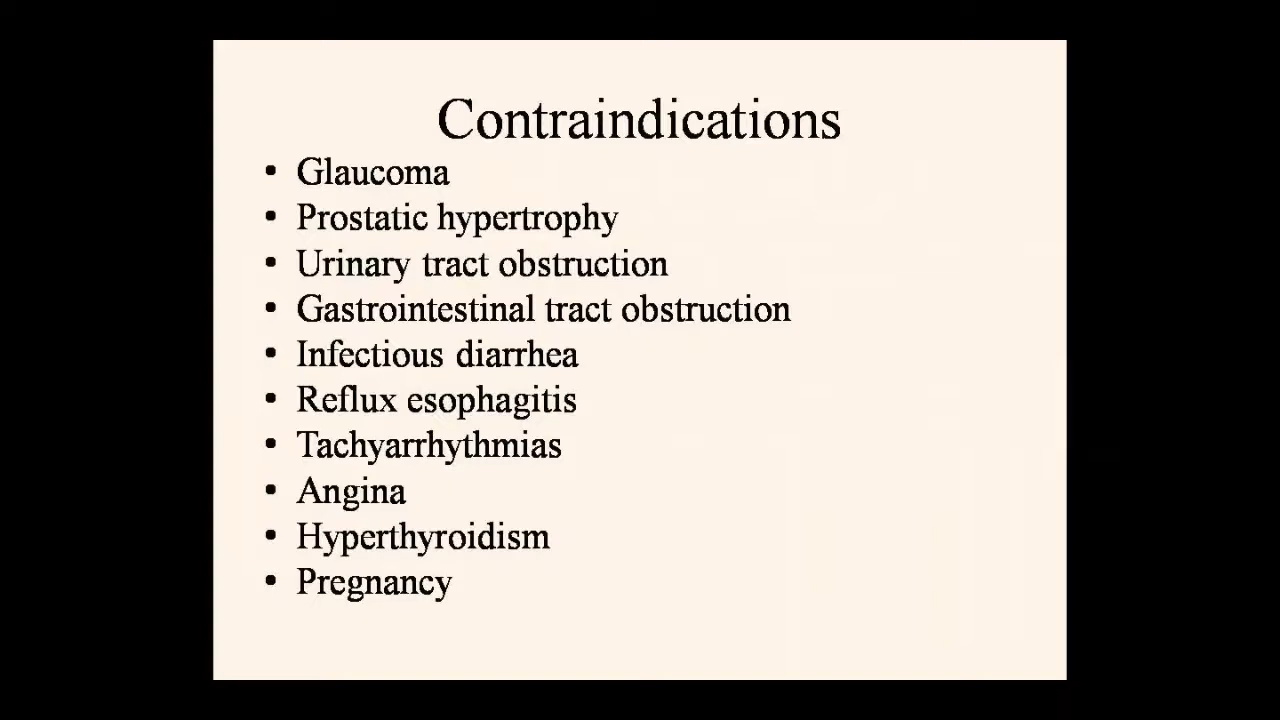 Contraindications
• Glaucoma
• Prostatic hypertrophy
• Urinary tract obstruction
• Gastrointestinal tract obstruction
• Infectious diarrhea
• Reflux esophagitis
• Tachyarrhythmias
• Angina
• Hyperthyroidism
• Pregnancy